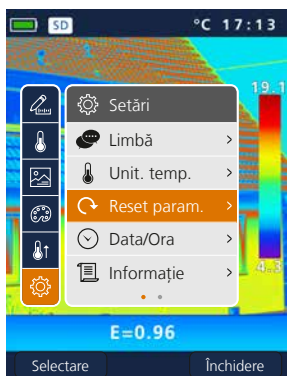 SD °C 17:13
19.1
Setări
Limbă
Unit. temp.
Reset param.
Data/Ora
Informație
4.3
E=0.96
Selectare Închidere